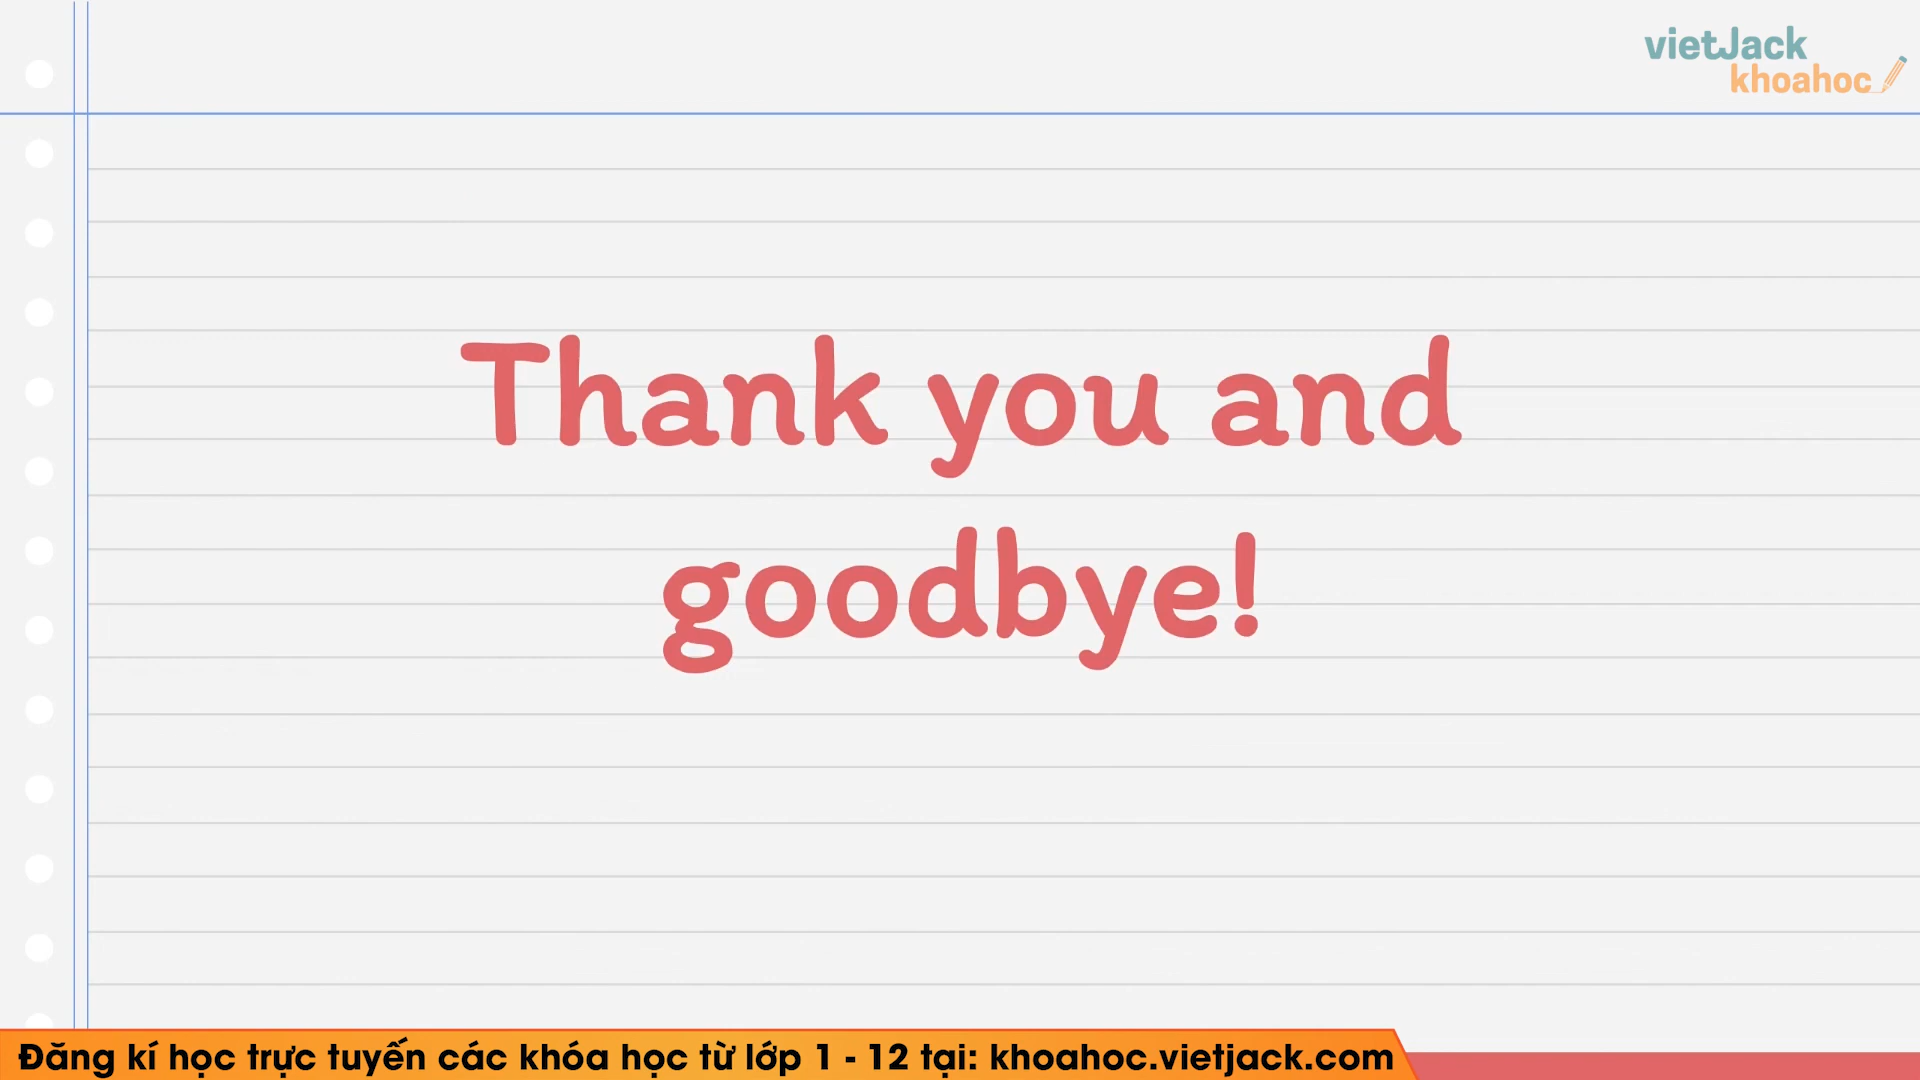 vietJack
khoahoc
Thank you and
goodbye!
Đăng kí học trực tuyến các khóa học từ lớp 1 - 12 tại: khoahoc.vietjack.com